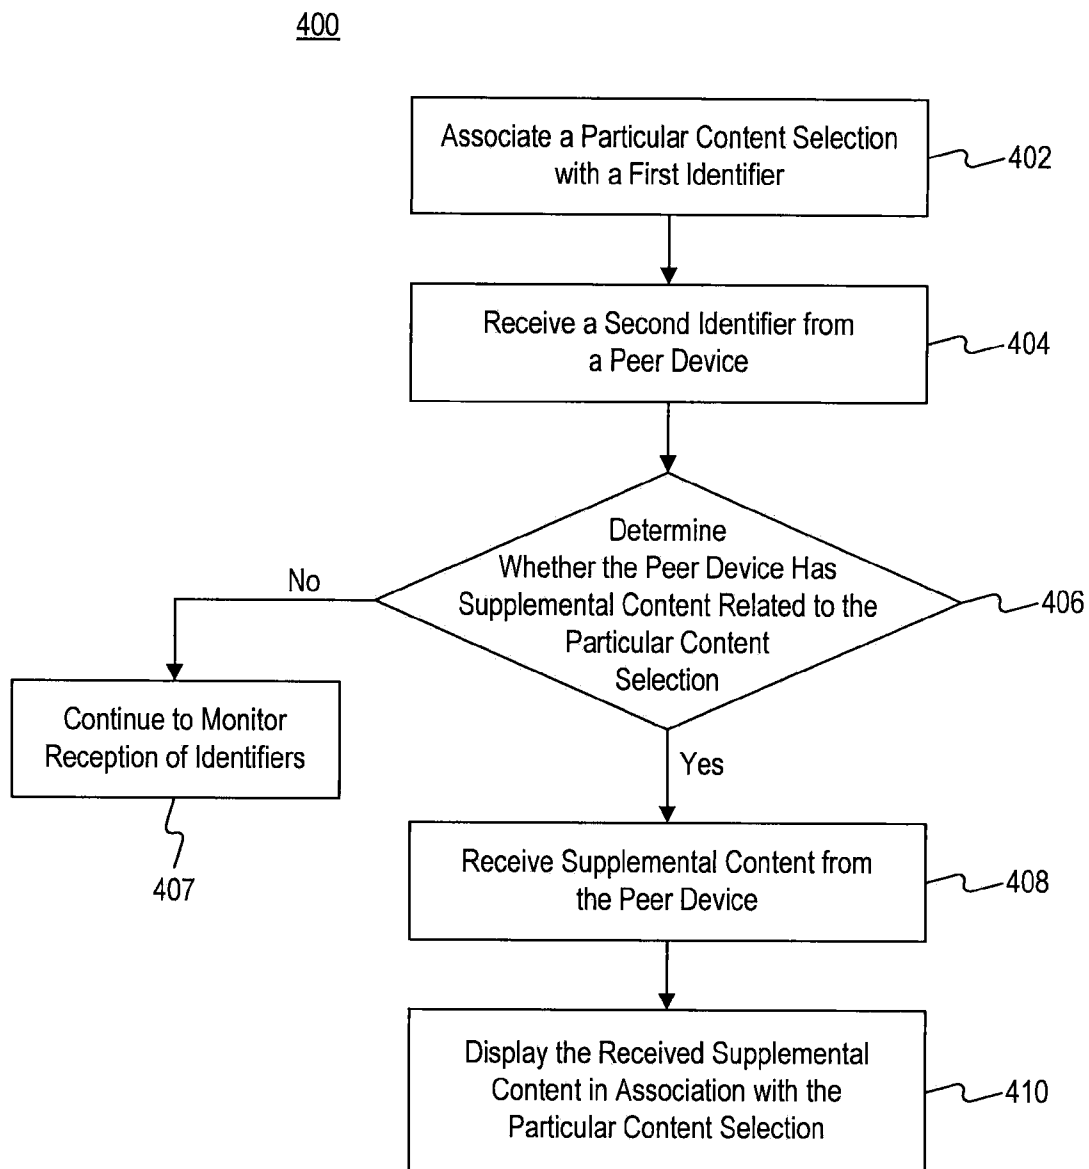 400
Associate a Particular Content Selection
with a First Identifier
402
Receive a Second Identifier from
a Peer Device
404
Determine
Whether the Peer Device Has
Supplemental Content Related to the
Particular Content
Selection
406
No
Continue to Monitor
Reception of Identifiers
407
Yes
Receive Supplemental Content from
the Peer Device
408
Display the Received Supplemental
Content in Association with the
Particular Content Selection
410